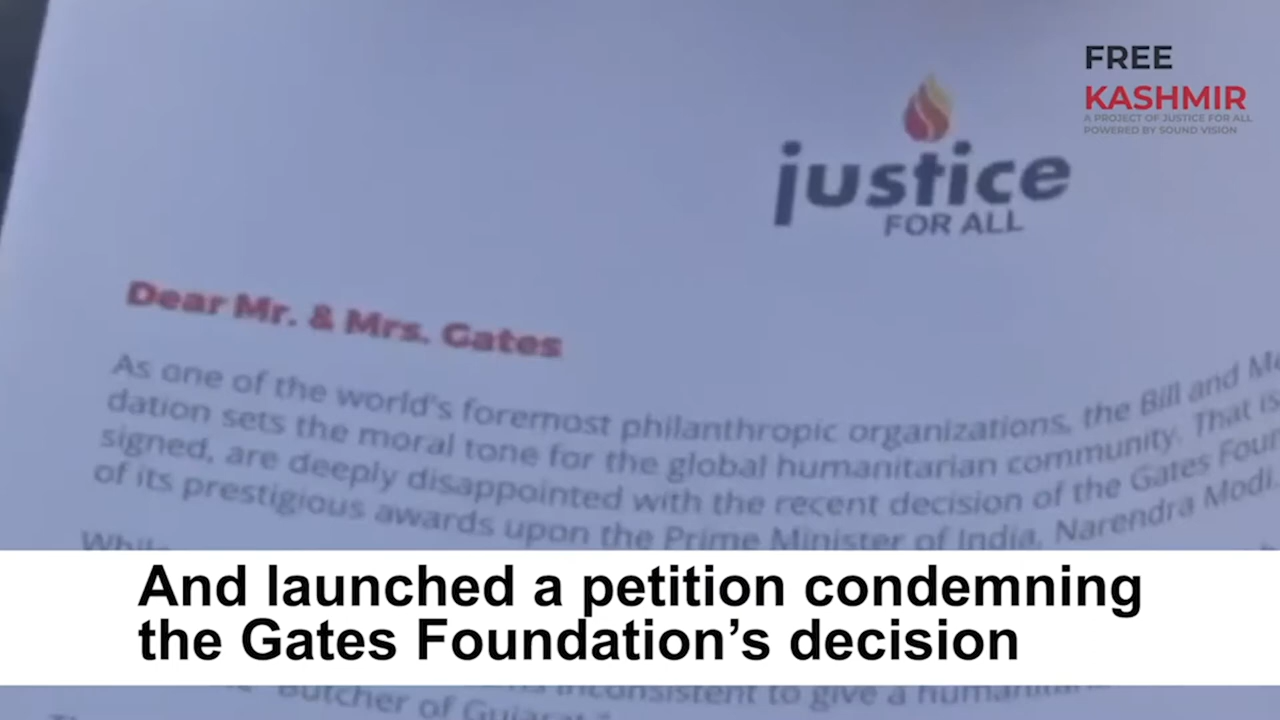 FREE
KASHMIR
A PROJECT OF JUSTICE FOR ALL
POWERED BY SOUND VISION
justice
FOR ALL
Dear Mr. & Mrs. Gates
As one of the world's foremost philanthropic organizations, the Bill and
dation sets the moral tone for the global humanitarian community. That is
signed, are deeply disappointed with the recent decision of the Gates
of its prestigious awards upon the Prime Minister of India, Narendra Modi.
And launched a petition condemning
the Gates Foundation’s decision
inconsistent to give a
"Butcher of Gujarat."